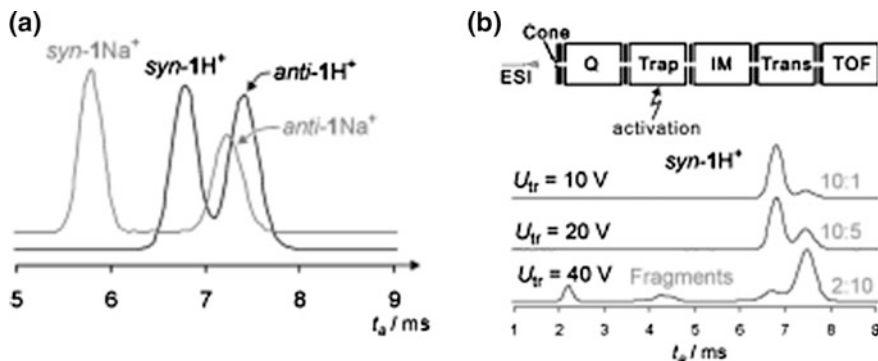 (a)
syn-1Na⁺
syn-1H⁺
anti-1H⁺
anti-1Na⁺
5 6 7 8 9
tₐ / ms
(b)
Cone
ESI
Q Trap IM Trans TOF
activation
syn-1H⁺
Uₜᵣ = 10 V 10:1
Uₜᵣ = 20 V 10:5
Uₜᵣ = 40 V Fragments 2:10
1 2 3 4 5 6 7 8 9
tₐ / ms